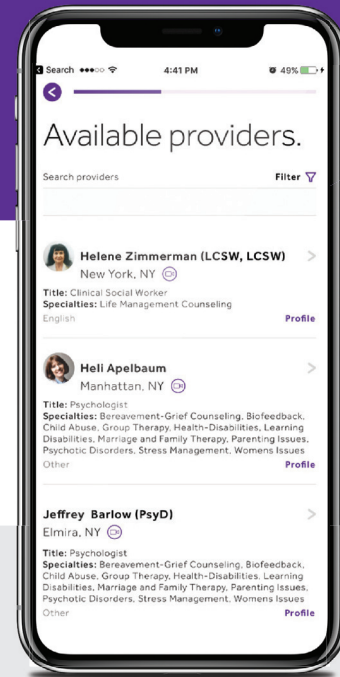 Search
4:41 PM
49%
Available providers.
Search providers
Filter
Helene Zimmerman (LCSW, LCSW)
New York, NY
Title: Clinical Social Worker
Specialties: Life Management Counseling
English
Profile
Heli Apelbaum
Manhattan, NY
Title: Psychologist
Specialties: Bereavement-Grief Counseling, Biofeedback,
Child Abuse, Group Therapy, Health-Disabilities, Learning
Disabilities, Marriage and Family Therapy, Parenting Issues,
Psychotic Disorders, Stress Management, Womens Issues
Other
Profile
Jeffrey Barlow (PsyD)
Elmira, NY
Title: Psychologist
Specialties: Bereavement-Grief Counseling, Biofeedback,
Child Abuse, Group Therapy, Health-Disabilities, Learning
Disabilities, Marriage and Family Therapy, Parenting Issues,
Psychotic Disorders, Stress Management, Womens Issues
Other
Profile